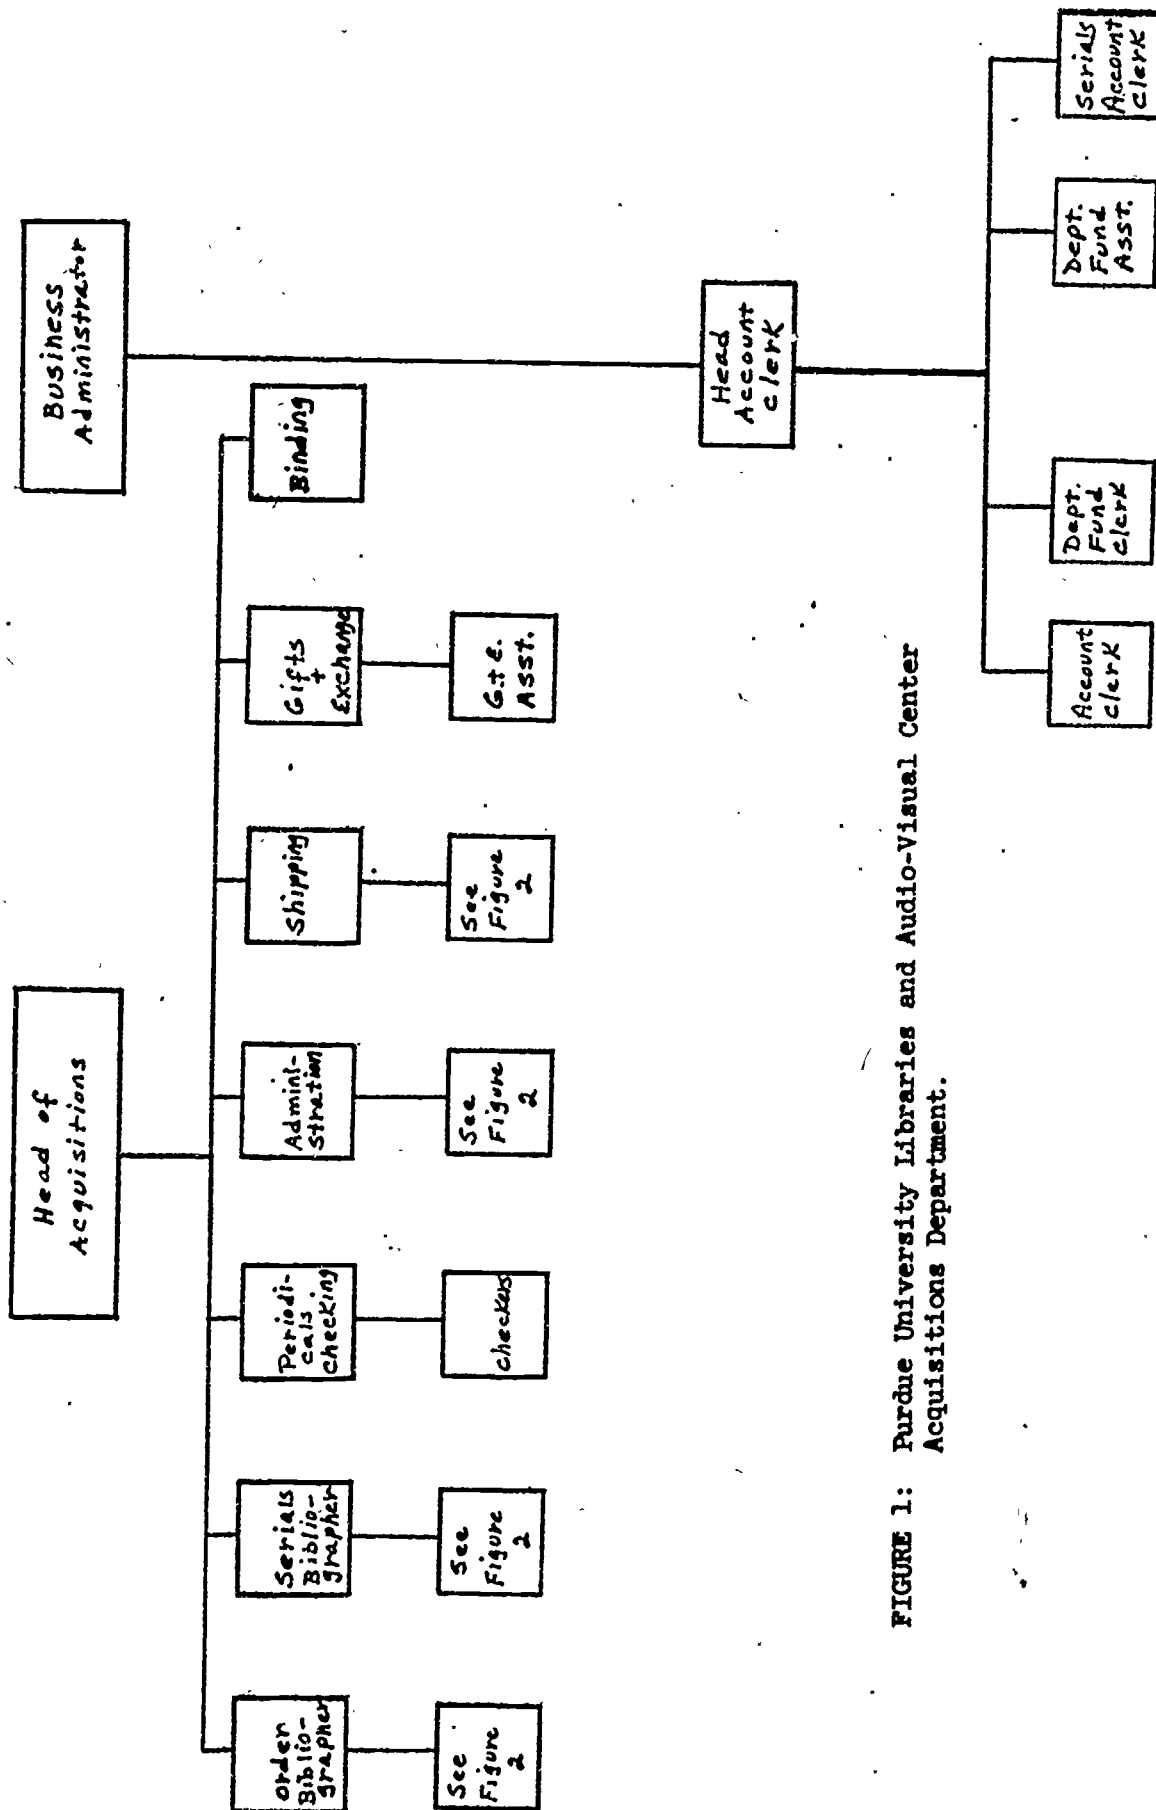 Head of
Acquisitions
Business
Administrator
Order
Biblio-
grapher
Serials
Biblio-
grapher
Periodi-
cals
checking
Admini-
stration
Shipping
Gifts
+
Exchange
Binding
See
Figure
2
See
Figure
2
checkers
See
Figure
2
See
Figure
2
G.+E.
Asst.
Head
Account
Clerk
Account
Clerk
Dept.
Fund
Clerk
Dept.
Fund
Asst.
Serials
Account
Clerk
FIGURE 1: Purdue University Libraries and Audio-Visual Center
Acquisitions Department.